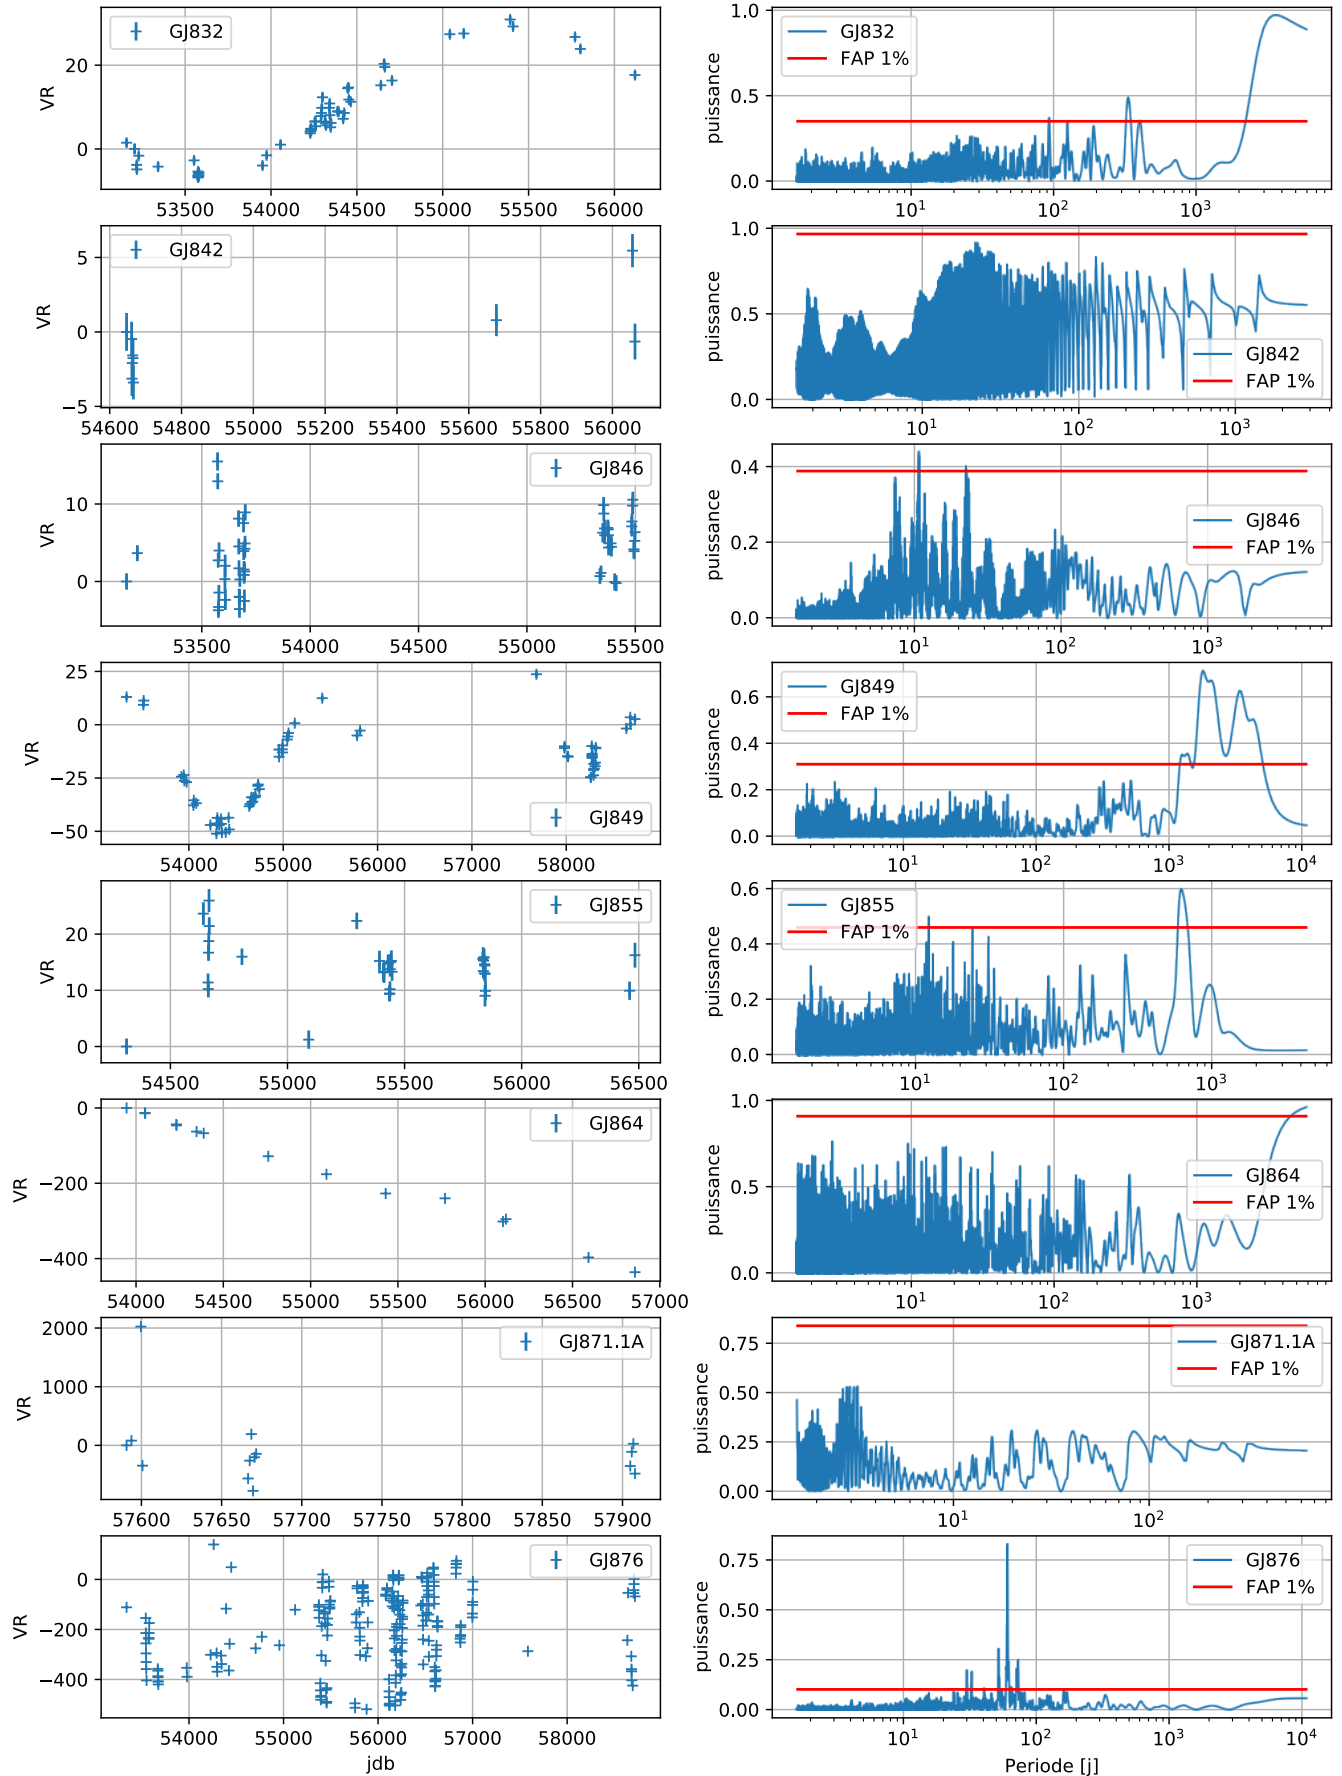 GJ832
VR
20
0
53500 54000 54500 55000 55500 56000
GJ832
FAP 1%
puissance
1.0
0.5
0.0
10¹ 10² 10³
GJ842
VR
5
0
−5
54600 54800 55000 55200 55400 55600 55800 56000
GJ842
FAP 1%
puissance
1.0
0.5
0.0
10¹ 10² 10³
GJ846
VR
10
0
53500 54000 54500 55000 55500
GJ846
FAP 1%
puissance
0.4
0.2
0.0
10¹ 10² 10³
GJ849
VR
25
0
−25
−50
54000 55000 56000 57000 58000
GJ849
FAP 1%
puissance
0.6
0.4
0.2
0.0
10¹ 10² 10³ 10⁴
GJ855
VR
20
10
0
54500 55000 55500 56000 56500
GJ855
FAP 1%
puissance
0.6
0.4
0.2
0.0
10¹ 10² 10³
GJ864
VR
0
−200
−400
54000 54500 55000 55500 56000 56500 57000
GJ864
FAP 1%
puissance
1.0
0.5
0.0
10¹ 10² 10³
GJ871.1A
VR
2000
1000
0
57600 57650 57700 57750 57800 57850 57900
GJ871.1A
FAP 1%
puissance
0.75
0.50
0.25
0.00
10¹ 10²
GJ876
VR
0
−200
−400
54000 55000 56000 57000 58000
jdb
GJ876
FAP 1%
puissance
0.75
0.50
0.25
0.00
10¹ 10² 10³ 10⁴
Periode [j]